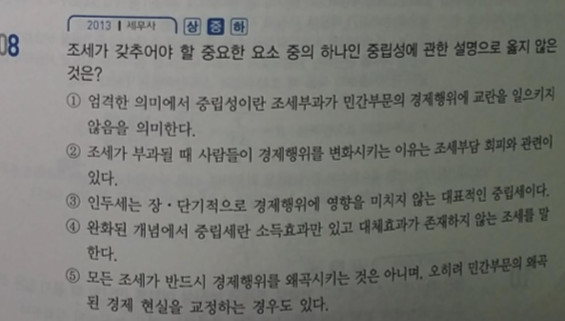 2013 | 세무사 상 중 하
08
조세가 갖추어야 할 중요한 요소 중의 하나인 중립성에 관한 설명으로 옳지 않은
것은?
① 엄격한 의미에서 중립성이란 조세부과가 민간부문의 경제행위에 교란을 일으키지
않음을 의미한다.
② 조세가 부과될 때 사람들이 경제행위를 변화시키는 이유는 조세부담 회피와 관련이
있다.
③ 인두세는 장·단기적으로 경제행위에 영향을 미치지 않는 대표적인 중립세이다.
④ 완화된 개념에서 중립세란 소득효과만 있고 대체효과가 존재하지 않는 조세를 말
한다.
⑤ 모든 조세가 반드시 경제행위를 왜곡시키는 것은 아니며, 오히려 민간부문의 왜곡
된 경제 현실을 교정하는 경우도 있다.